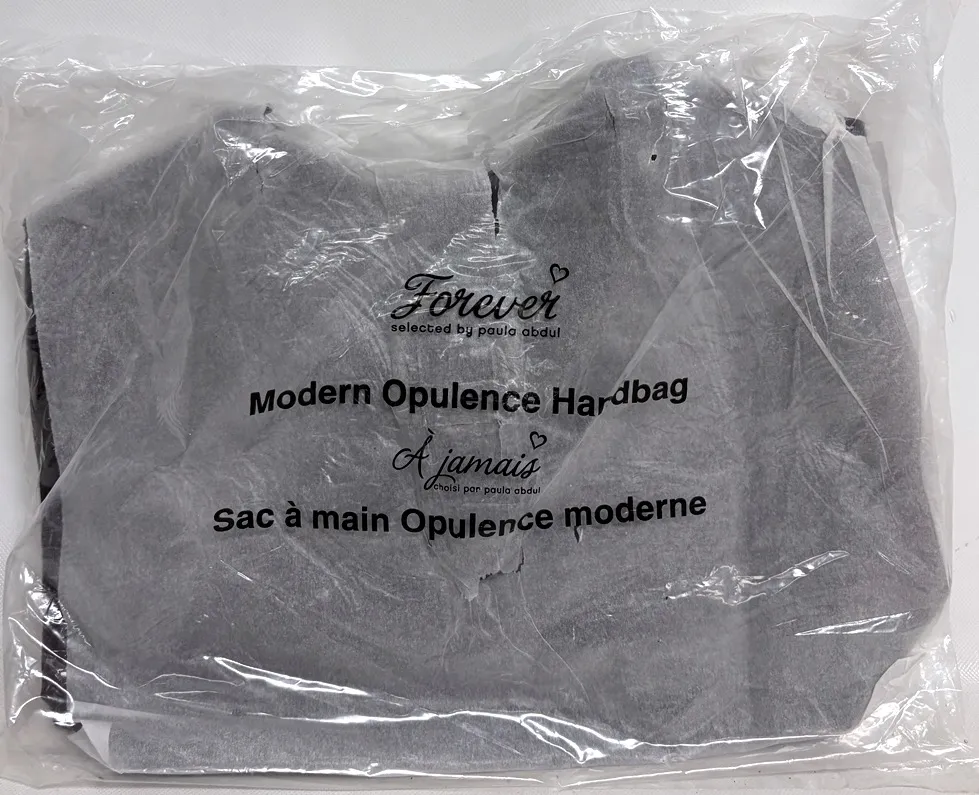 Forever
selected by paula abdul
Modern Opulence Hardbag
À jamais
choisi par paula abdul
Sac à main Opulence moderne